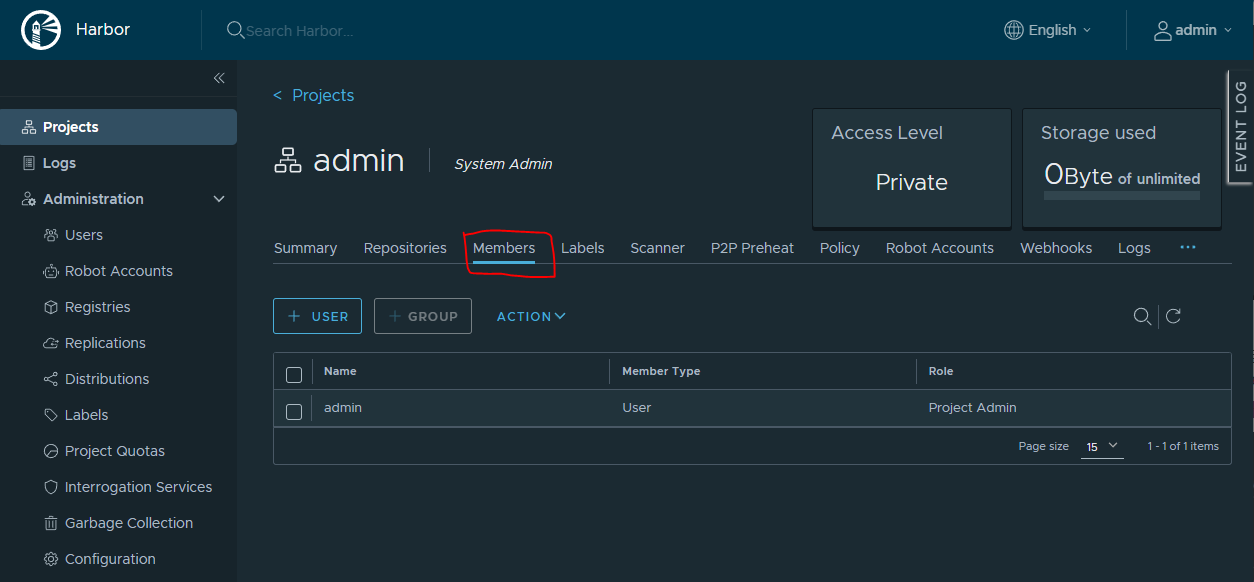 Harbor
Search Harbor...
English
admin
Projects
Logs
Administration
Users
Robot Accounts
Registries
Replications
Distributions
Labels
Project Quotas
Interrogation Services
Garbage Collection
Configuration
< Projects
admin
System Admin
Access Level
Private
Storage used
0Byte of unlimited
EVENT LOG
Summary Repositories Members Labels Scanner P2P Preheat Policy Robot Accounts Webhooks Logs ...
+ USER + GROUP ACTION
Name Member Type Role
admin User Project Admin
Page size 15 1 - 1 of 1 items